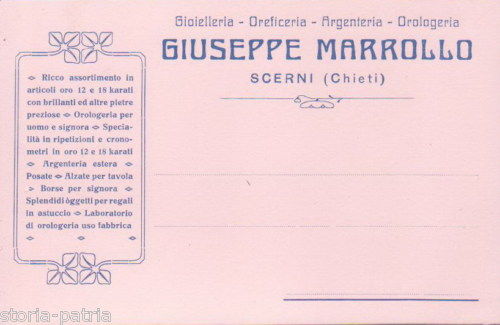 Gioielleria - Oreficeria - Argenteria - Orologeria
GIUSEPPE MARROLLO
SCERNI (Chieti)
Ricco assortimento in
articoli oro 12 e 18 karati
con brillanti ed altre pietre
preziose Orologeria per
uomo e signora Specia-
lità in ripetizioni e crono-
metri in oro 12 e 18 karati
Argenteria estera
Posate Alzate per tavola
Borse per signora
Splendidi òggetti per regali
in astuccio Laboratorio
di orologeria uso fabbrica
storia-patria